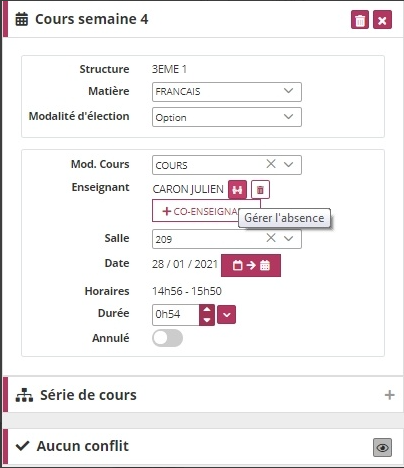 Cours semaine 4
Structure 3EME 1
Matière FRANCAIS
Modalité d'élection Option
Mod. Cours COURS
Enseignant CARON JULIEN
+ CO-ENSEIGNA
Gérer l'absence
Salle 209
Date 28 / 01 / 2021
Horaires 14h56 - 15h50
Durée 0h54
Annulé
Série de cours +
Aucun conflit